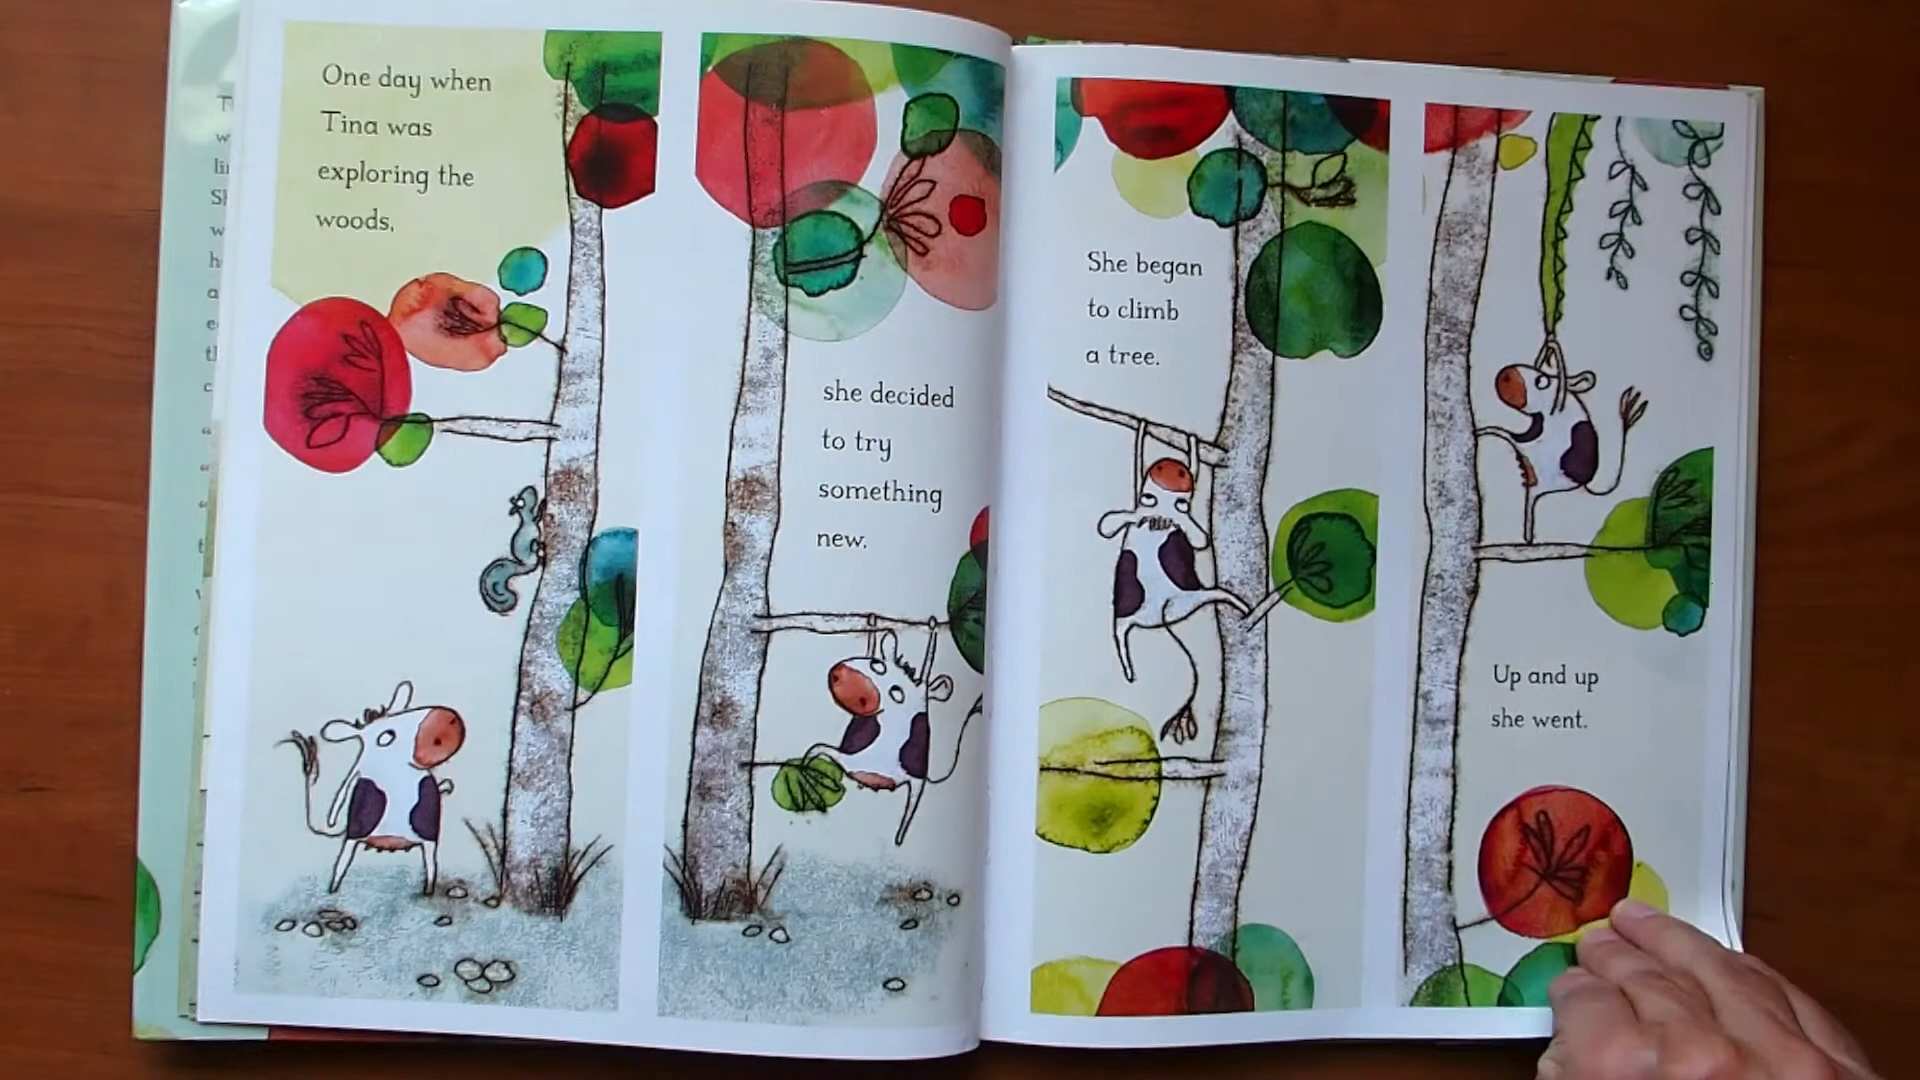 One day when
Tina was
exploring the
woods,
she decided
to try
something
new.
She began
to climb
a tree.
Up and up
she went.